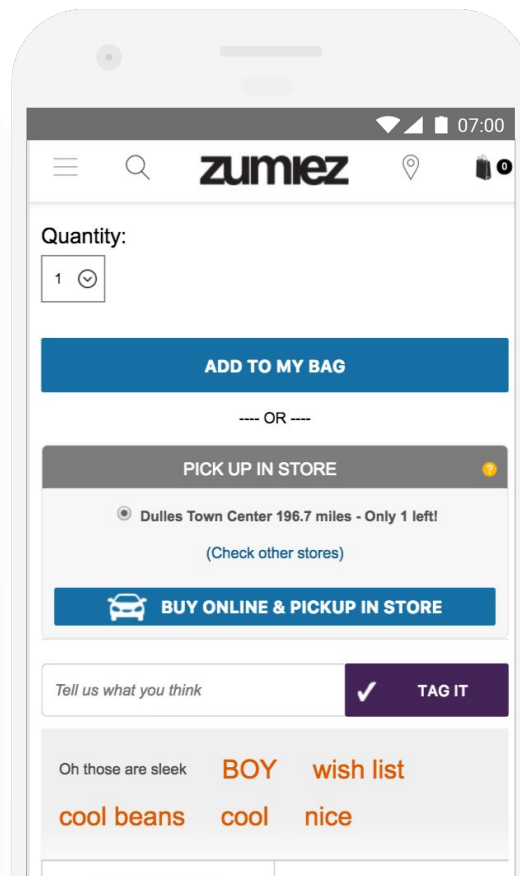 07:00
zumiez
0
Quantity:
1
ADD TO MY BAG
---- OR ----
PICK UP IN STORE
?
Dulles Town Center 196.7 miles - Only 1 left!
(Check other stores)
BUY ONLINE & PICKUP IN STORE
Tell us what you think
TAG IT
Oh those are sleek BOY wish list
cool beans cool nice